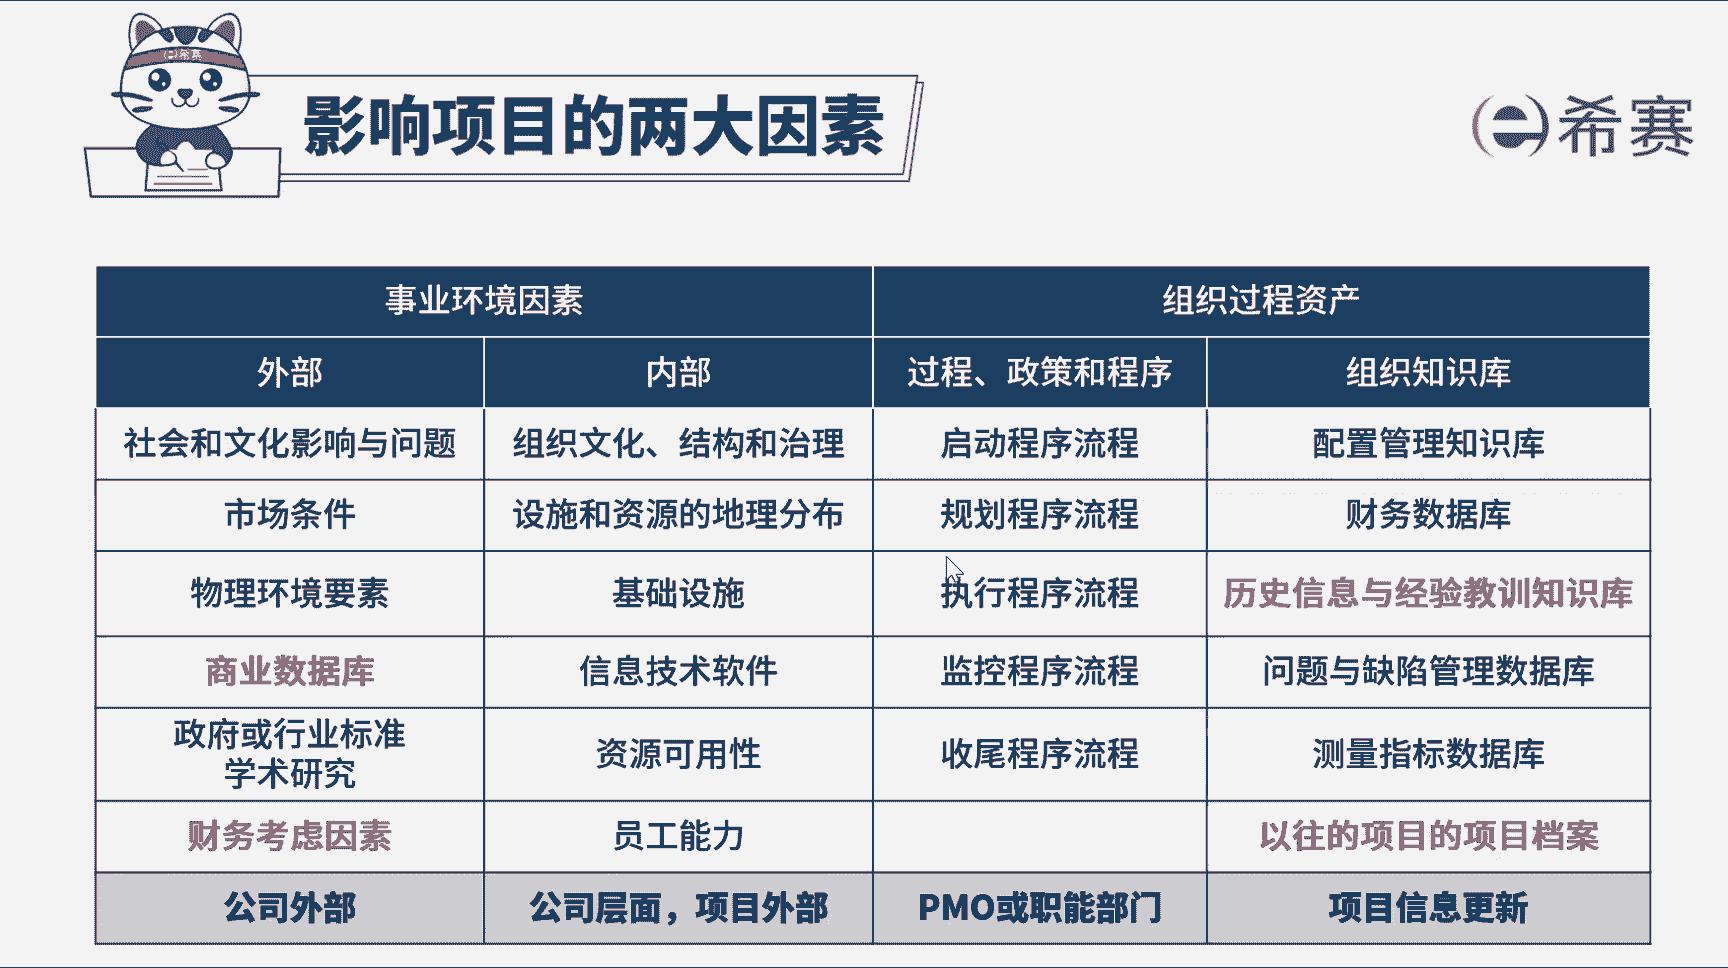 希赛
影响项目的两大因素
希赛
事业环境因素
组织过程资产
外部
内部
过程、政策和程序
组织知识库
社会和文化影响与问题
组织文化、结构和治理
启动程序流程
配置管理知识库
市场条件
设施和资源的地理分布
规划程序流程
财务数据库
物理环境要素
基础设施
执行程序流程
历史信息与经验教训知识库
商业数据库
信息技术软件
监控程序流程
问题与缺陷管理数据库
政府或行业标准
学术研究
资源可用性
收尾程序流程
测量指标数据库
财务考虑因素
员工能力
以往的项目的项目档案
公司外部
公司层面，项目外部
PMO或职能部门
项目信息更新